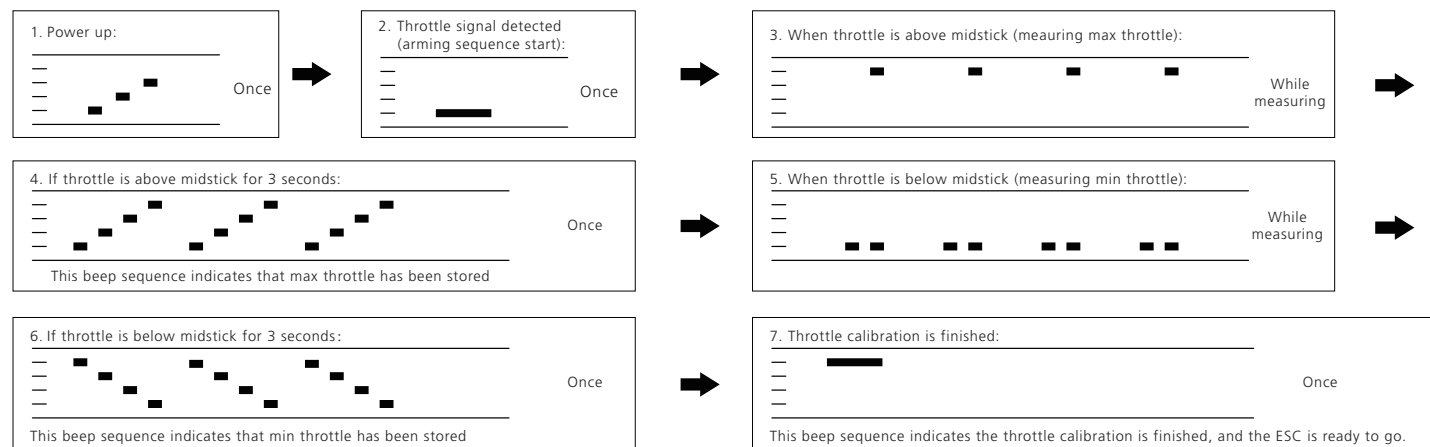 1. Power up:
Once
2. Throttle signal detected
(arming sequence start):
Once
3. When throttle is above midstick (meauring max throttle):
While
measuring
4. If throttle is above midstick for 3 seconds:
Once
This beep sequence indicates that max throttle has been stored
5. When throttle is below midstick (measuring min throttle):
While
measuring
6. If throttle is below midstick for 3 seconds:
Once
This beep sequence indicates that min throttle has been stored
7. Throttle calibration is finished:
Once
This beep sequence indicates the throttle calibration is finished, and the ESC is ready to go.